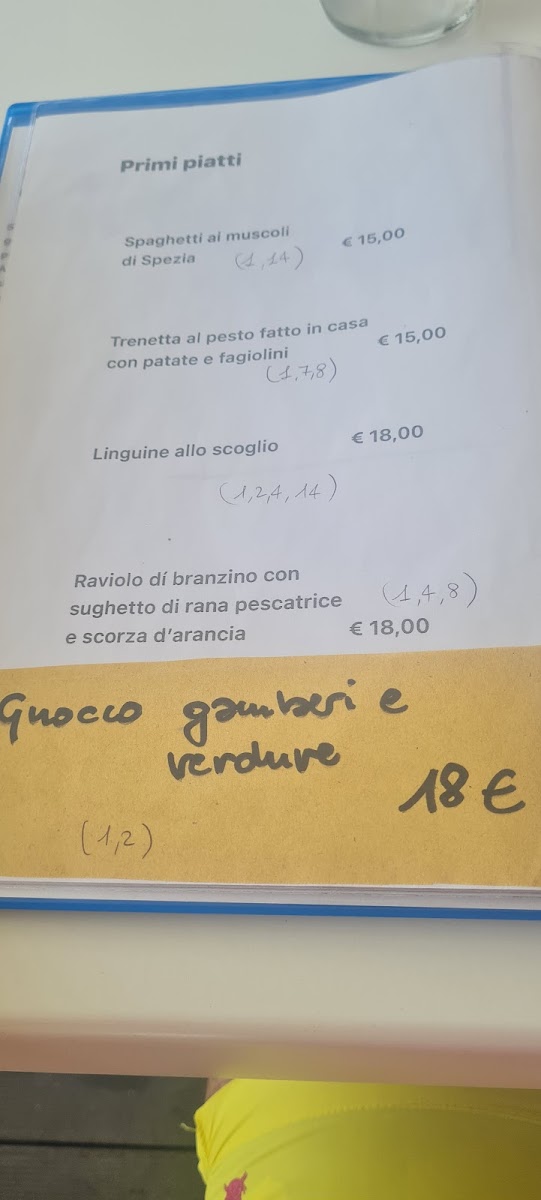 Primi piatti
Spaghetti ai muscoli
di Spezia
€ 15,00
(1,14)
Trenetta al pesto fatto in casa
con patate e fagiolini
€ 15,00
(1,7,8)
Linguine allo scoglio
€ 18,00
(1,2,4,14)
Raviolo dí branzino con
sughetto di rana pescatrice
e scorza d'arancia
(1,4,8)
€ 18,00
Gnocco gamberi e
verdure
18 €
(1,2)